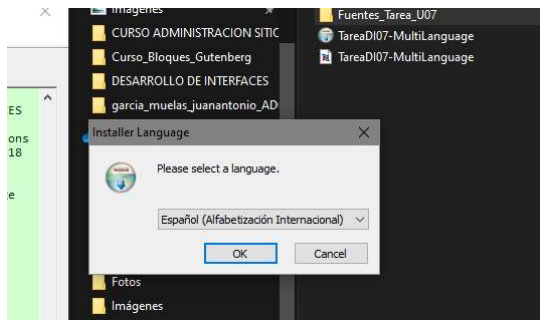 Imágenes
CURSO ADMINISTRACION SITIC
Curso_Bloques_Gutenberg
DESARROLLO DE INTERFACES
garcia_muelas_juanantonio_AD
Fuentes_Tarea_U07
TareaDI07-MultiLanguage
TareaDI07-MultiLanguage
ES
ons
18
Installer Language
Please select a language.
Español (Alfabetización Internacional)
OK
Cancel
Fotos
Imágenes